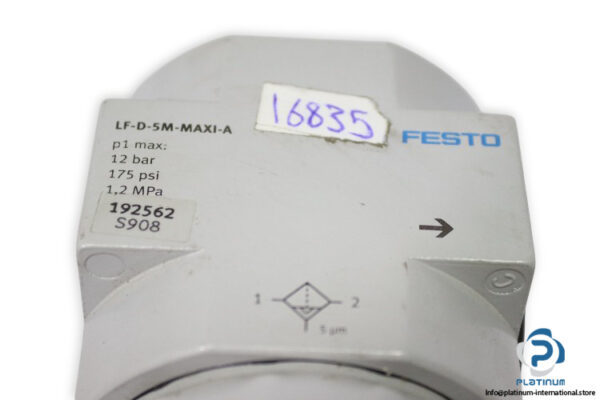 16835
LF-D-5M-MAXI-A
FESTO
p1 max:
12 bar
175 psi
1,2 MPa
192562
S908
1
2
5 µm
PLATINUM
info@platinum-international.store